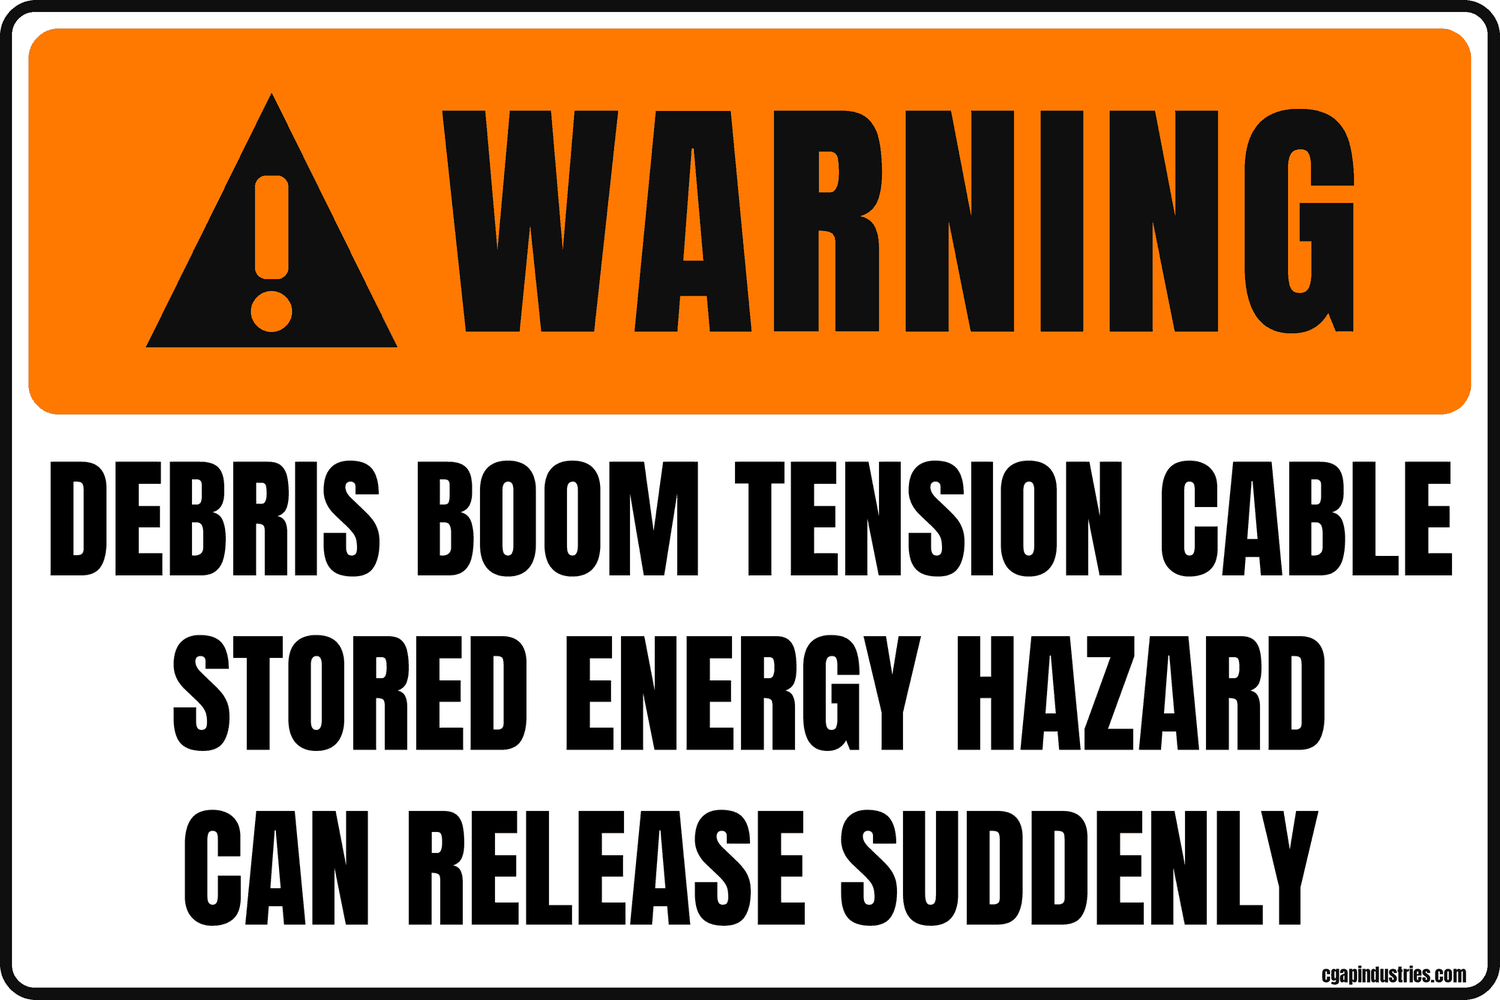 WARNING
DEBRIS BOOM TENSION CABLE
STORED ENERGY HAZARD
CAN RELEASE SUDDENLY
cgapindustries.com